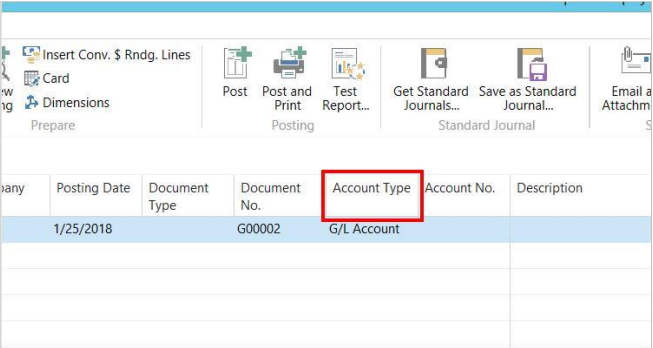 Insert Conv. $ Rndg. Lines
Card
Dimensions
Prepare
Post
Post and
Print
Test
Report...
Posting
Get Standard
Journals...
Save as Standard
Journal...
Standard Journal
Email a
Attachm
Posting Date
Document
Type
Document
No.
Account Type
Account No.
Description
1/25/2018
G00002
G/L Account